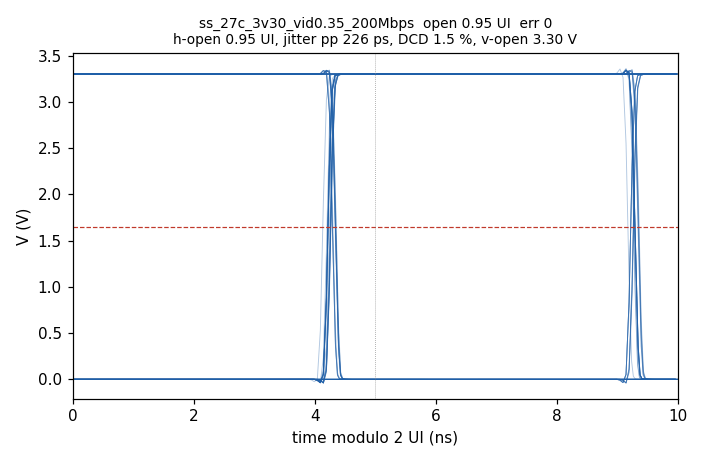 ss_27c_3v30_vid0.35_200Mbps  open 0.95 UI  err 0
h-open 0.95 UI, jitter pp 226 ps, DCD 1.5 %, v-open 3.30 V
3.5
3.0
2.5
2.0
1.5
1.0
0.5
0.0
V (V)
0 2 4 6 8 10
time modulo 2 UI (ns)